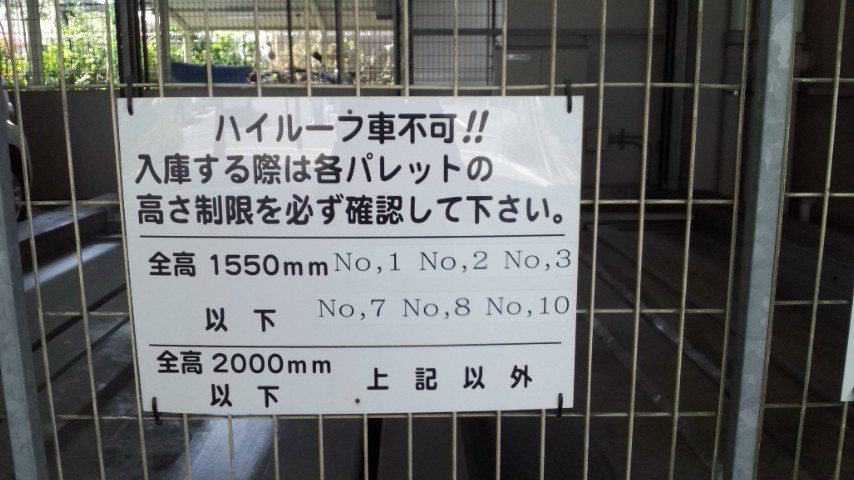 ハイルーフ車不可!!
入庫する際は各パレットの
高さ制限を必ず確認して下さい。
全高 1550mm No,1 No,2 No,3
以下 No,7 No,8 No,10
全高 2000mm
以下 上記以外